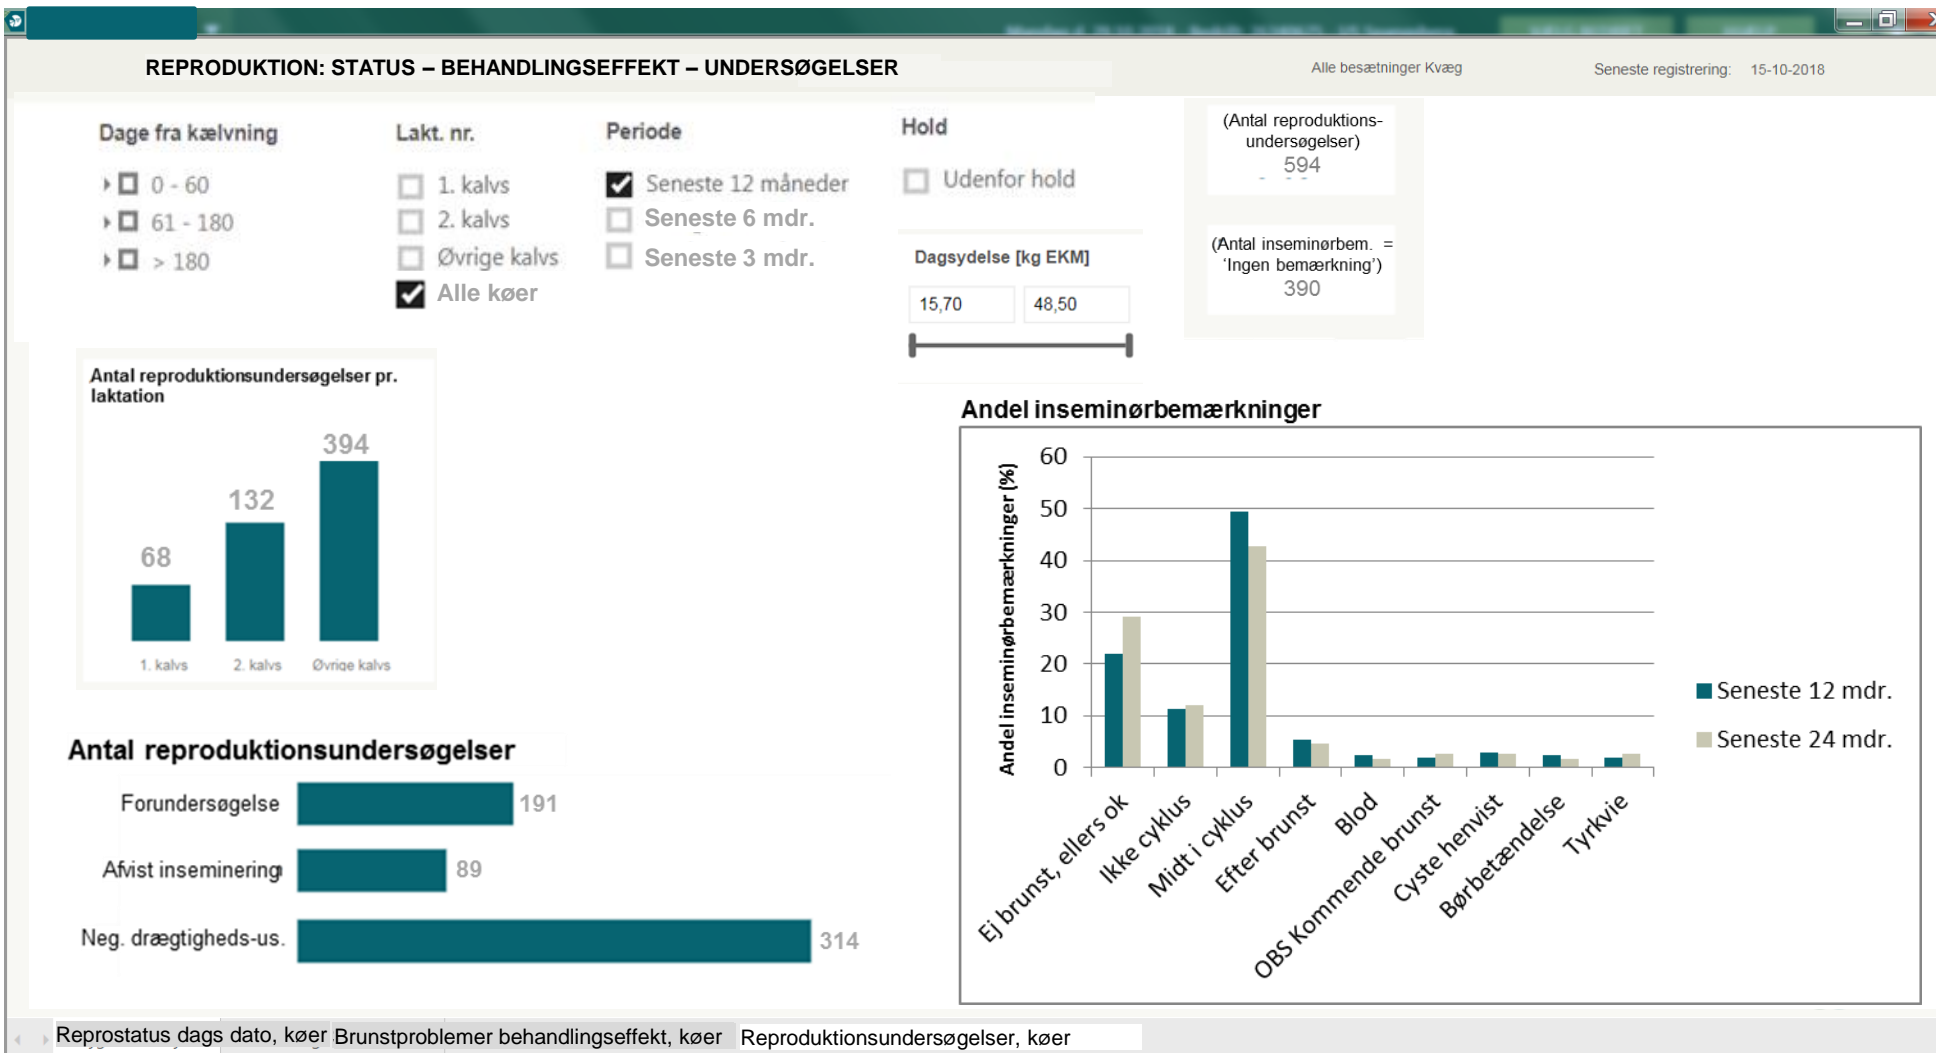 REPRODUKTION: STATUS – BEHANDLINGSEFFEKT – UNDERSØGELSER
Alle besætninger Kvæg
Seneste registrering: 15-10-2018
Dage fra kælvning
0 - 60
61 - 180
> 180
Lakt. nr.
1. kalvs
2. kalvs
Øvrige kalvs
Alle køer
Periode
Seneste 12 måneder
Seneste 6 mdr.
Seneste 3 mdr.
Hold
Udenfor hold
Dagsydelse [kg EKM]
15,70 48,50
(Antal reproduktions-
undersøgelser)
594
(Antal inseminørbem. =
‘Ingen bemærkning’)
390
Antal reproduktionsundersøgelser pr.
laktation
394
132
68
1. kalvs 2. kalvs Øvrige kalvs
Antal reproduktionsundersøgelser
Forundersøgelse 191
Afvist inseminering 89
Neg. drægtigheds-us. 314
Andel inseminørbemærkninger
Andel inseminørbemærkninger (%)
60
50
40
30
20
10
0
Ej brunst, ellers ok
Ikke cyklus
Midt i cyklus
Efter brunst
Blod
OBS Kommende brunst
Cyste henvist
Børbetændelse
Tyrkvie
Seneste 12 mdr.
Seneste 24 mdr.
Reprostatus dags dato, køer Brunstproblemer behandlingseffekt, køer Reproduktionsundersøgelser, køer